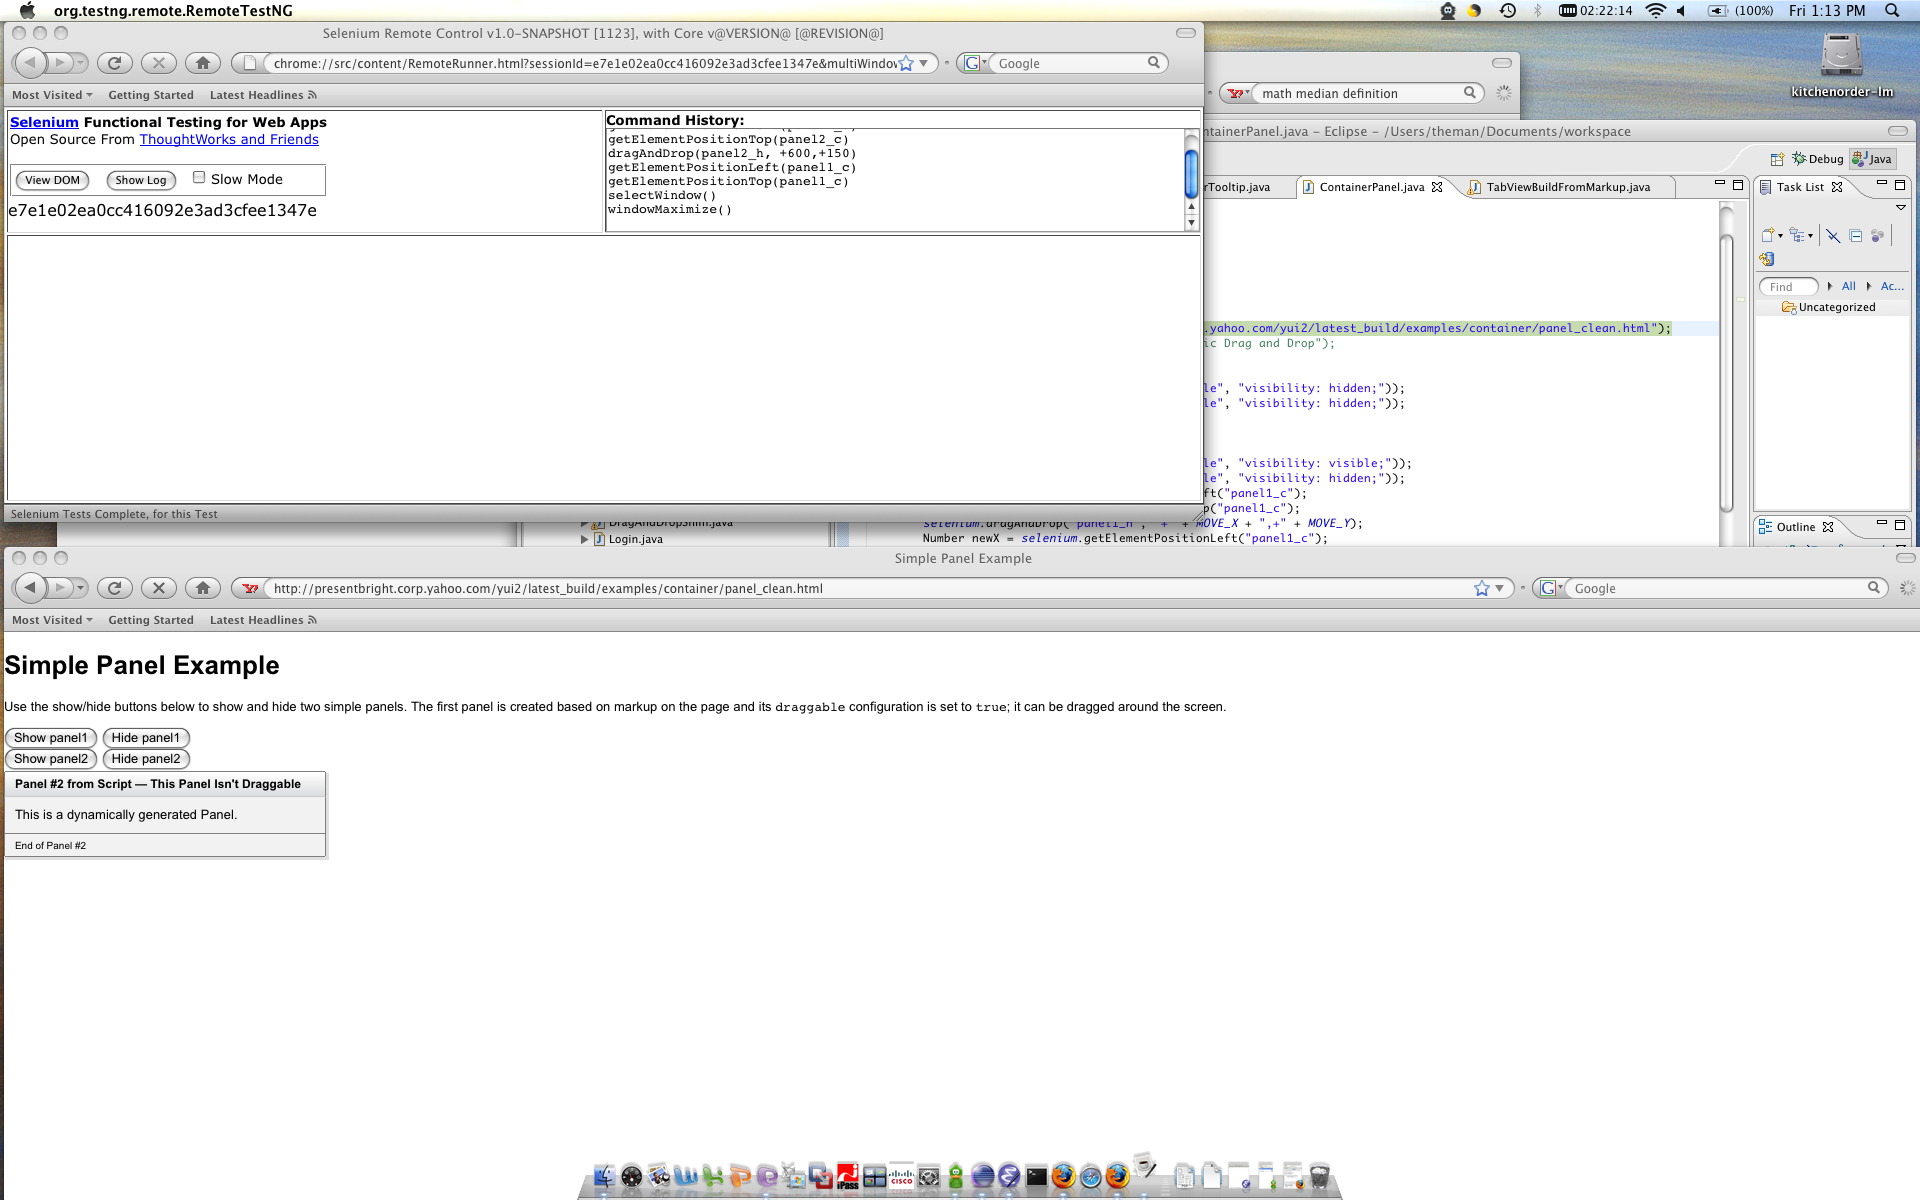 org.testng.remote.RemoteTestNG
02:22:14
(100%)
Fri 1:13 PM
Selenium Remote Control v1.0-SNAPSHOT [1123], with Core v@VERSION@ [@REVISION@]
chrome://src/content/RemoteRunner.html?sessionId=e7e1e02ea0cc416092e3ad3cfee1347e&multiWindow
Google
Most Visited
Getting Started
Latest Headlines
Selenium Functional Testing for Web Apps
Open Source From ThoughtWorks and Friends
View DOM
Show Log
Slow Mode
e7e1e02ea0cc416092e3ad3cfee1347e
Command History:
getElementPositionTop(panel2_c)
dragAndDrop(panel2_h, +600,+150)
getElementPositionLeft(panel1_c)
getElementPositionTop(panel1_c)
selectWindow()
windowMaximize()
Selenium Tests Complete, for this Test
math median definition
kitchenorder-lm
ntainerPanel.java – Eclipse – /Users/theman/Documents/workspace
Debug
Java
rTooltip.java
ContainerPanel.java
TabViewBuildFromMarkup.java
Task List
Find
All
Ac...
Uncategorized
.yahoo.com/yui2/latest_build/examples/container/panel_clean.html");
ic Drag and Drop");
le", "visibility: hidden;"));
le", "visibility: hidden;"));
le", "visibility: visible;"));
le", "visibility: hidden;"));
ft("panel1_c");
p("panel1_c");
selenium.dragAndDrop("panel1_h", "+" + MOVE_X + ",+" + MOVE_Y);
Number newX = selenium.getElementPositionLeft("panel1_c");
DragAndDropShim.java
Login.java
Outline
Simple Panel Example
http://presentbright.corp.yahoo.com/yui2/latest_build/examples/container/panel_clean.html
Google
Most Visited
Getting Started
Latest Headlines
Simple Panel Example
Use the show/hide buttons below to show and hide two simple panels. The first panel is created based on markup on the page and its draggable configuration is set to true; it can be dragged around the screen.
Show panel1
Hide panel1
Show panel2
Hide panel2
Panel #2 from Script — This Panel Isn't Draggable
This is a dynamically generated Panel.
End of Panel #2
iPass
CISCO